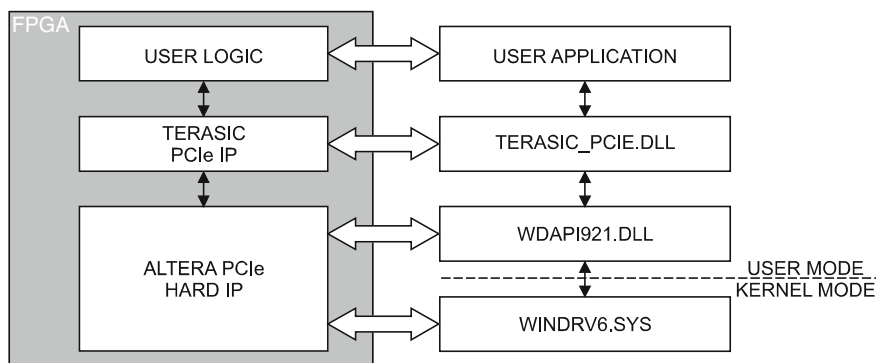 FPGA
USER LOGIC
USER APPLICATION
TERASIC
PCIe IP
TERASIC_PCIE.DLL
ALTERA PCIe
HARD IP
WDAPI921.DLL
USER MODE
KERNEL MODE
WINDRV6.SYS